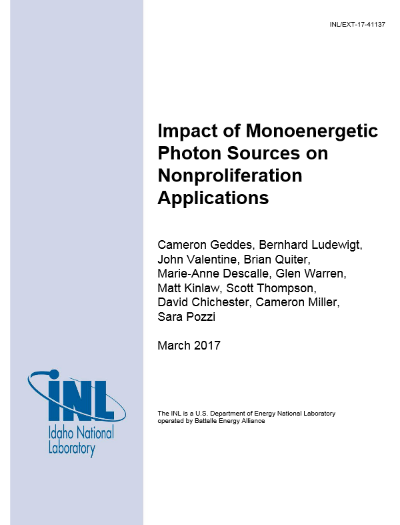 INL/EXT-17-41137
Impact of Monoenergetic
Photon Sources on
Nonproliferation
Applications
Cameron Geddes, Bernhard Ludewigt,
John Valentine, Brian Quiter,
Marie-Anne Descalle, Glen Warren,
Matt Kinlaw, Scott Thompson,
David Chichester, Cameron Miller,
Sara Pozzi
March 2017
INL
Idaho National
Laboratory
The INL is a U.S. Department of Energy National Laboratory
operated by Battelle Energy Alliance